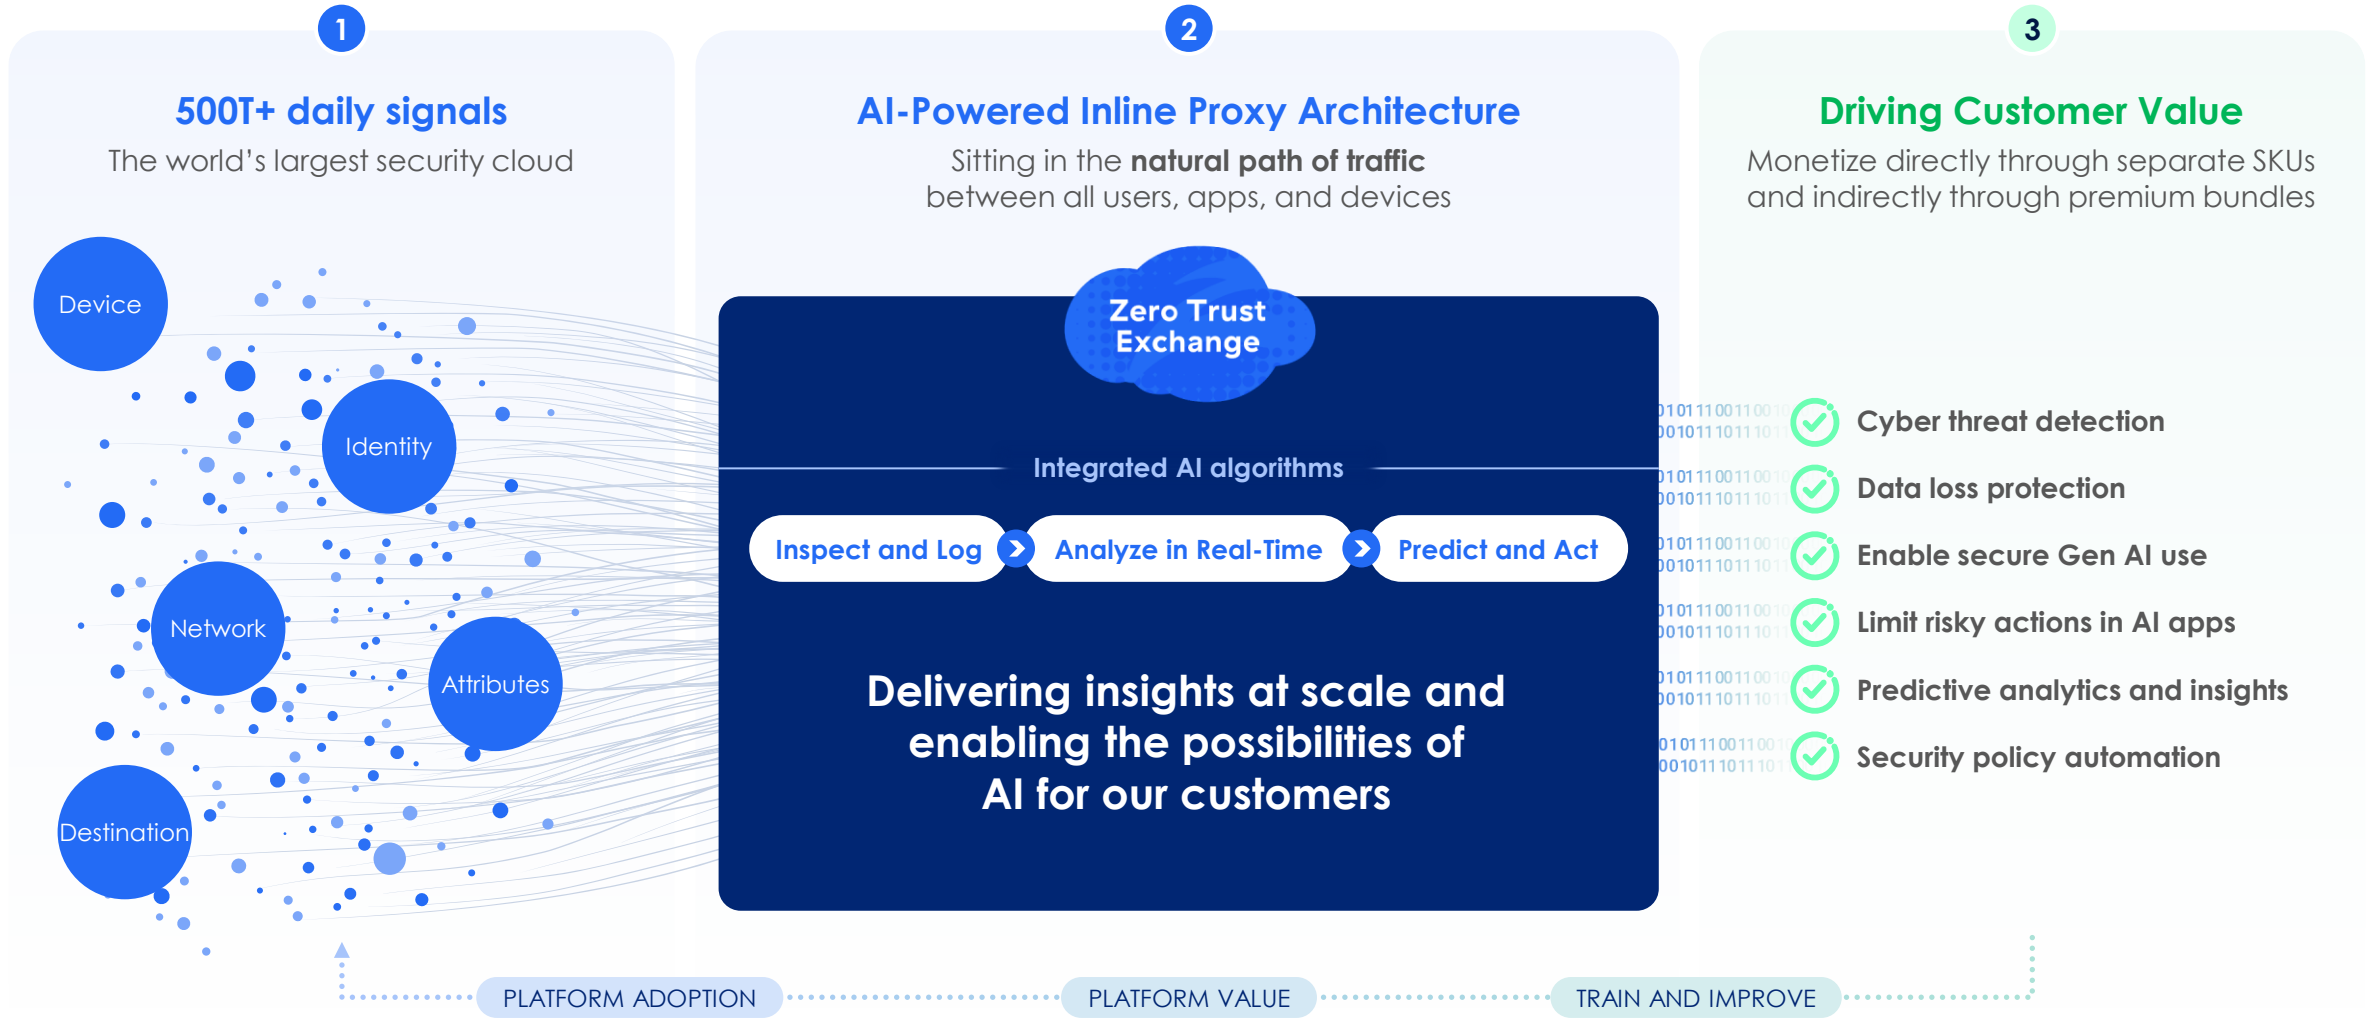 1
500T+ daily signals
The world's largest security cloud
Device
Identity
Network
Attributes
Destination
2
AI-Powered Inline Proxy Architecture
Sitting in the natural path of traffic
between all users, apps, and devices
Zero Trust
Exchange
Integrated AI algorithms
Inspect and Log
Analyze in Real-Time
Predict and Act
Delivering insights at scale and
enabling the possibilities of
AI for our customers
3
Driving Customer Value
Monetize directly through separate SKUs
and indirectly through premium bundles
Cyber threat detection
Data loss protection
Enable secure Gen AI use
Limit risky actions in AI apps
Predictive analytics and insights
Security policy automation
PLATFORM ADOPTION
PLATFORM VALUE
TRAIN AND IMPROVE